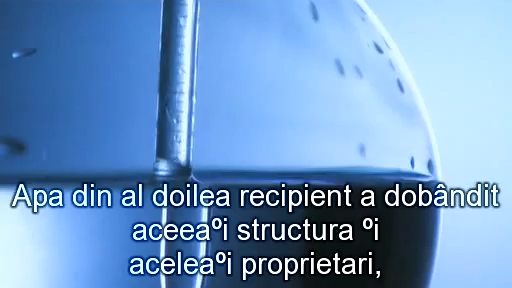 Apa din al doilea recipient a dobândit
aceeaºi structura ºi
aceleaºi proprietari,